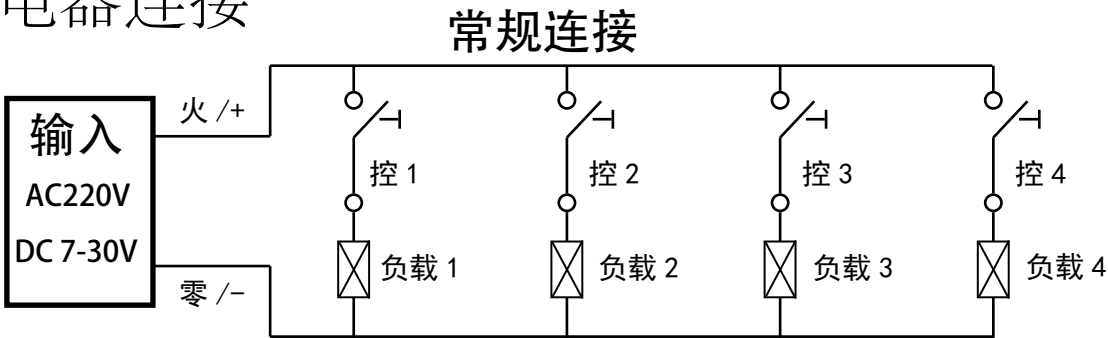 电器连接
常规连接
火/+
输入
AC220V
DC 7-30V
零/-
控1
控2
控3
控4
负载1
负载2
负载3
负载4